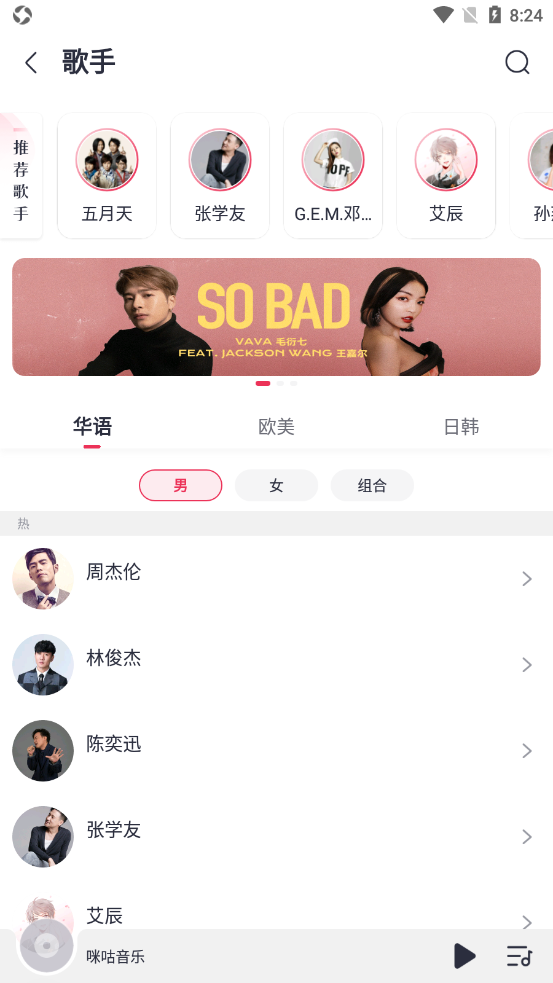 8:24
歌手
推荐歌手
五月天
张学友
G.E.M.邓...
艾辰
SO BAD
VAVA 毛衍七
FEAT. JACKSON WANG 王嘉尔
华语
欧美
日韩
男
女
组合
热
周杰伦
林俊杰
陈奕迅
张学友
艾辰
咪咕音乐